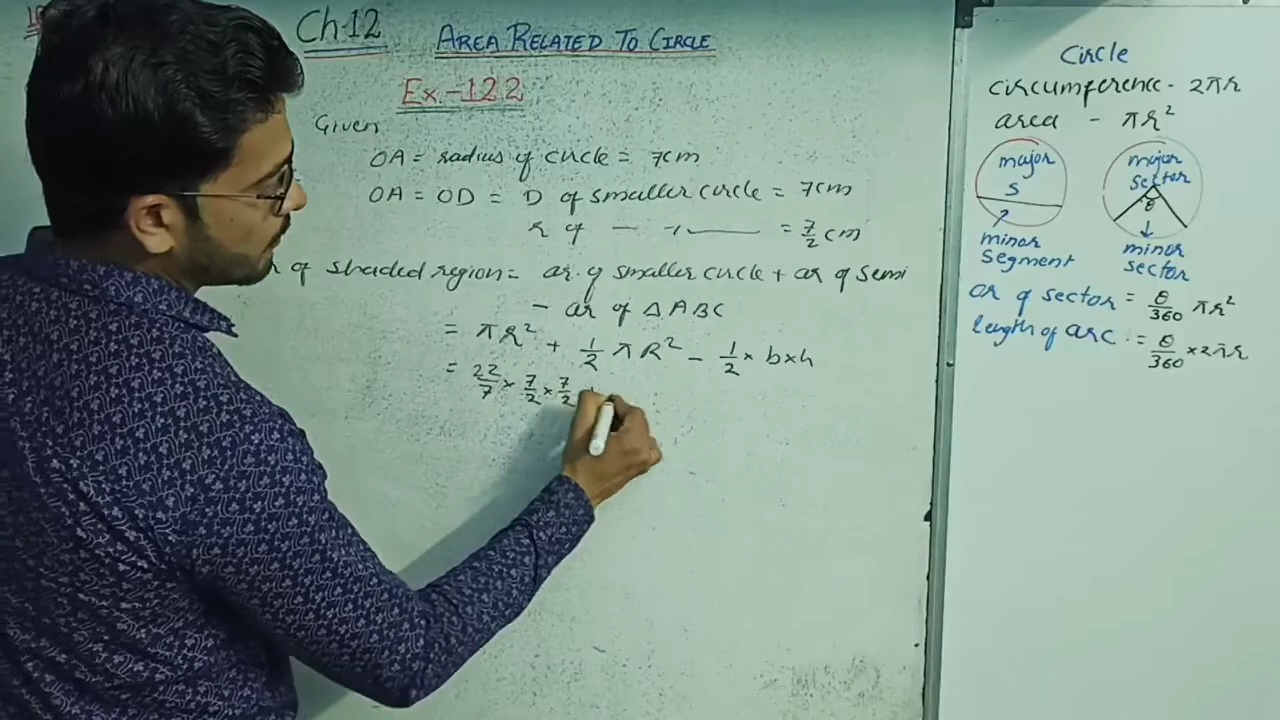 Ch.12 AREA RELATED TO CIRCLE
Ex-12.2
Given
OA = radius of circle = 7cm
OA = OD = D of smaller circle = 7cm
r of — — = 7/2 cm
of shaded region = ar. of smaller circle + ar of semi
- ar of △ABC
= πr² + 1/2 πR² - 1/2 × b×h
= 22/7 × 7/2 × 7/2
Circle
circumference - 2πr
area - πr²
major
S
minor
segment
major
sector
θ
minor
sector
ar of sector = θ/360 πr²
length of arc = θ/360 × 2πr